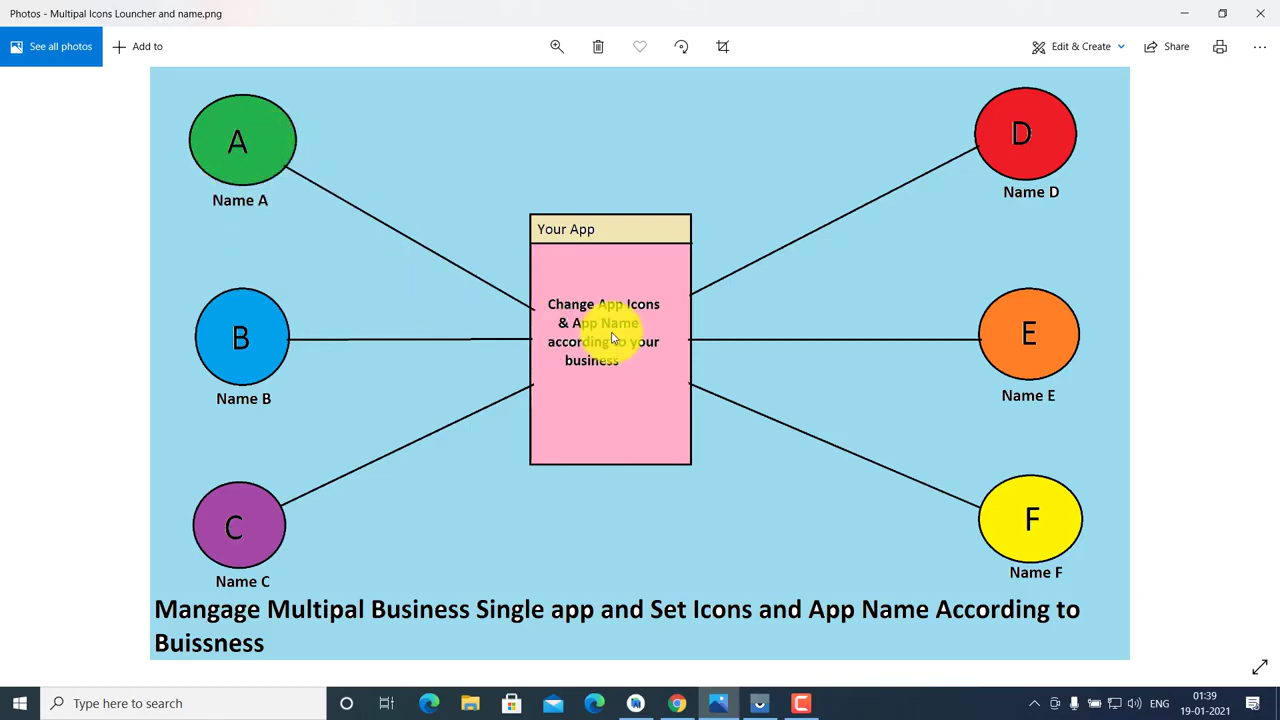 Photos - Multipal Icons Louncher and name.png
See all photos
Add to
Edit & Create
Share
A
Name A
D
Name D
Your App
Change App Icons
& App Name
according to your
business
B
Name B
E
Name E
C
Name C
F
Name F
Mangage Multipal Business Single app and Set Icons and App Name According to
Buissness
Type here to search
ENG
01:39
19-01-2021